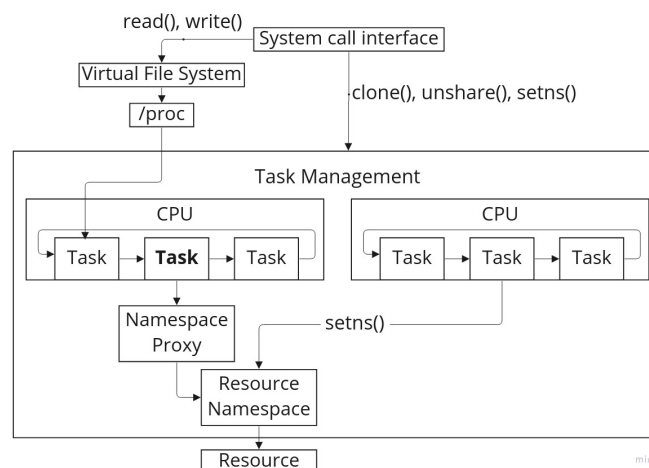 read(), write()
System call interface
Virtual File System
clone(), unshare(), setns()
/proc
Task Management
CPU
CPU
Task
Task
Task
Task
Task
Task
Namespace
Proxy
setns()
Resource
Namespace
Resource